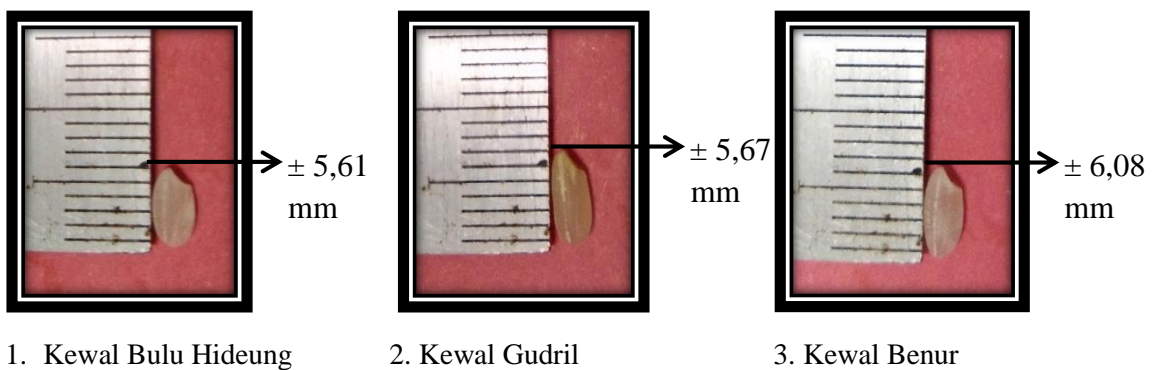 ± 5,61
mm
± 5,67
mm
± 6,08
mm
1. Kewal Bulu Hideung
2. Kewal Gudril
3. Kewal Benur